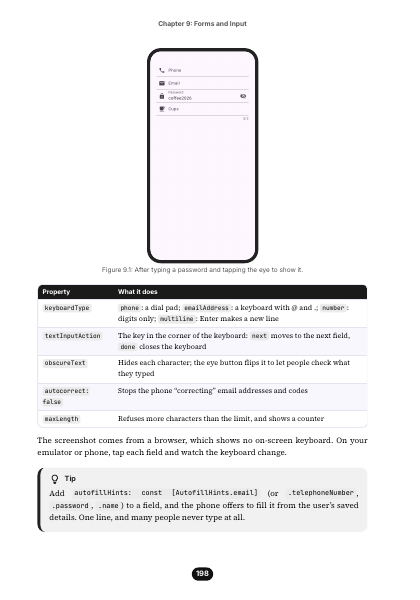 Chapter 9: Forms and Input
Phone
Email
Password
coffee2026
Cups
0/2
Figure 9.1: After typing a password and tapping the eye to show it.
Property What it does
keyboardType phone: a dial pad; emailAddress: a keyboard with @ and .; number:
digits only; multiline: Enter makes a new line
textInputAction The key in the corner of the keyboard: next moves to the next field,
done closes the keyboard
obscureText Hides each character; the eye button flips it to let people check what
they typed
autocorrect: Stops the phone “correcting” email addresses and codes
false
maxLength Refuses more characters than the limit, and shows a counter
The screenshot comes from a browser, which shows no on-screen keyboard. On your
emulator or phone, tap each field and watch the keyboard change.
Tip
Add autofillHints: const [AutofillHints.email] (or .telephoneNumber,
.password, .name) to a field, and the phone offers to fill it from the user’s saved
details. One line, and many people never type at all.
198